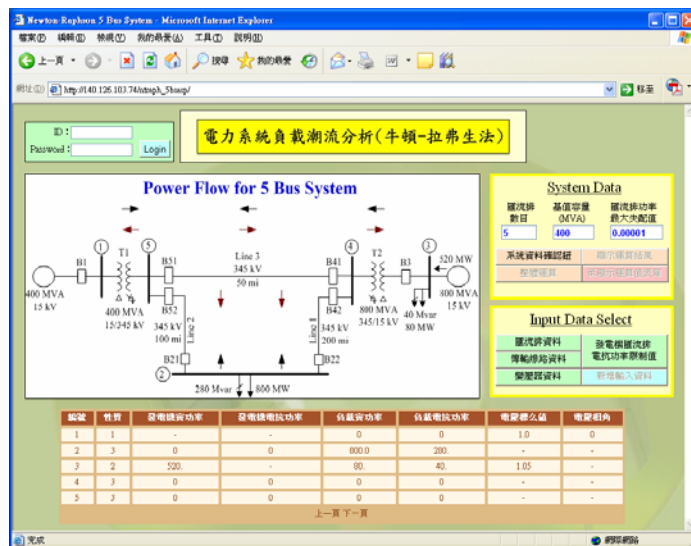 Newton-Raphson 5 Bus System - Microsoft Internet Explorer
檔案(F) 編輯(E) 檢視(V) 我的最愛(A) 工具(T) 說明(H)
上一頁 搜尋 我的最愛
網址(D) http://140.126.103.74/ntraph_5busp/ 移至
ID：
Password：
Login
電力系統負載潮流分析(牛頓-拉弗生法)
Power Flow for 5 Bus System
1 T1 5 Line 3 4 T2 3
B1 B51 345 kV B41 B3 520 MW
50 mi
400 MVA 15 kV
400 MVA 15/345 kV
B52 B42
800 MVA 345/15 kV
40 Mvar 80 MW
800 MVA 15 kV
345 kV 100 mi Line 2
Line 1 345 kV 200 mi
B21 B22
2
280 Mvar 800 MW
System Data
匯流排數目 基值容量(MVA) 匯流排功率最大失配值
5 400 0.00001
系統資料確認鈕 顯示運算結果
整體運算
Input Data Select
匯流排資料 發電機匯流排電抗功率限制值
傳輸線路資料
變壓器資料 新增輸入資料
編號 性質 發電機實功率 發電機電抗功率 負載實功率 負載電抗功率 電壓標么值 電壓相角
1 1 - - 0 0 1.0 0
2 3 0 0 800.0 280. - -
3 2 520. - 80. 40. 1.05 -
4 3 0 0 0 0 - -
5 3 0 0 0 0 - -
上一頁 下一頁
完成 網際網路